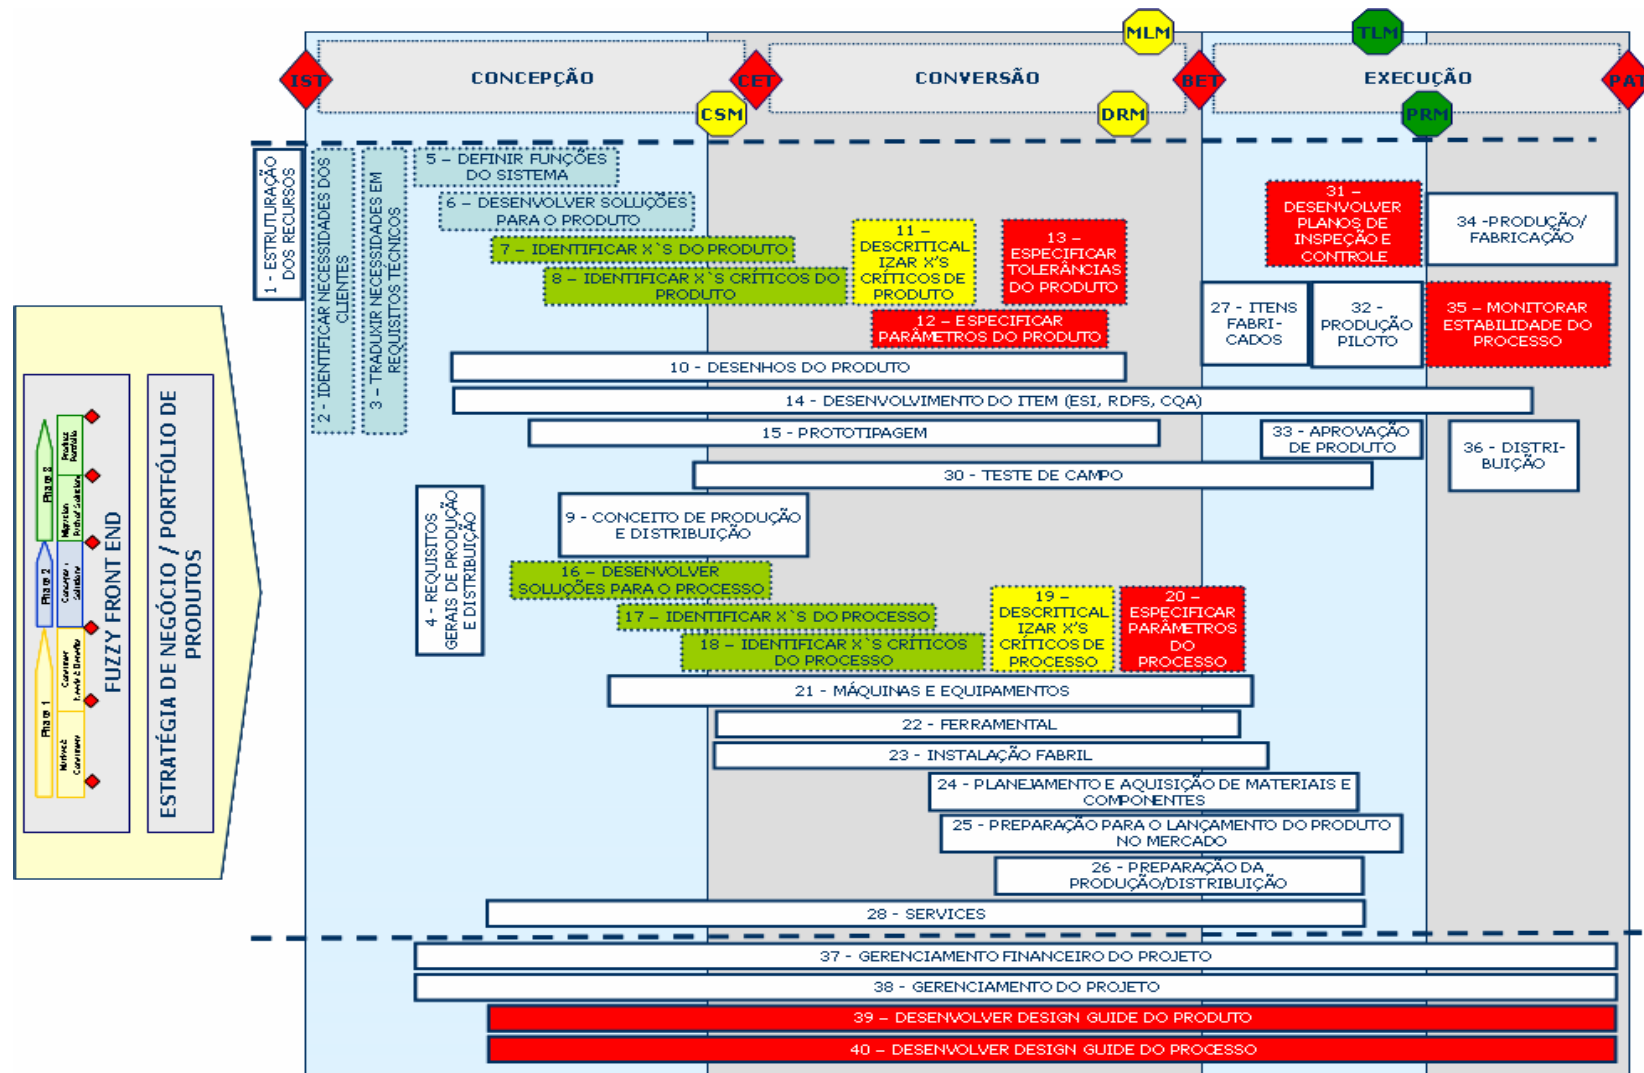 MLM
TLM
IST
CONCEPÇÃO
CET
CONVERSÃO
BET
EXECUÇÃO
PAT
CSM
DRM
PRM
1 - ESTRUTURAÇÃO
DOS RECURSOS
2 - IDENTIFICAR NECESSIDADES DOS
CLIENTES
3 – TRADUXIR NECESSIDADES EM
REQUISITOS TÉCNICOS
5 – DEFINIR FUNÇÕES
DO SISTEMA
6 – DESENVOLVER SOLUÇÕES
PARA O PRODUTO
7 – IDENTIFICAR X`S DO PRODUTO
8 – IDENTIFICAR X`S CRÍTICOS DO
PRODUTO
11 –
DESCRITICAL
IZAR X'S
CRÍTICOS DE
PRODUTO
13 –
ESPECIFICAR
TOLERÂNCIAS
DO PRODUTO
12 – ESPECIFICAR
PARÂMETROS DO PRODUTO
31 –
DESENVOLVER
PLANOS DE
INSPEÇÃO E
CONTROLE
34 -PRODUÇÃO/
FABRICAÇÃO
27 - ITENS
FABRI-
CADOS
32 -
PRODUÇÃO
PILOTO
35 – MONITORAR
ESTABILIDADE DO
PROCESSO
10 - DESENHOS DO PRODUTO
14 - DESENVOLVIMENTO DO ITEM (ESI, RDFS, CQA)
15 - PROTOTIPAGEM
33 - APROVAÇÃO
DE PRODUTO
36 - DISTRI-
BUIÇÃO
30 - TESTE DE CAMPO
4 - REQUISITOS
GERAIS DE PRODUÇÃO
E DISTRIBUIÇÃO
9 - CONCEITO DE PRODUÇÃO
E DISTRIBUIÇÃO
16 – DESENVOLVER
SOLUÇÕES PARA O PROCESSO
17 – IDENTIFICAR X`S DO PROCESSO
18 – IDENTIFICAR X`S CRÍTICOS
DO PROCESSO
19 –
DESCRITICAL
IZAR X'S
CRÍTICOS DE
PROCESSO
20 –
ESPECIFICAR
PARÂMETROS
DO
PROCESSO
21 - MÁQUINAS E EQUIPAMENTOS
22 - FERRAMENTAL
23 - INSTALAÇÃO FABRIL
24 - PLANEJAMENTO E AQUISIÇÃO DE MATERIAIS E
COMPONENTES
25 - PREPARAÇÃO PARA O LANÇAMENTO DO PRODUTO
NO MERCADO
26 - PREPARAÇÃO DA
PRODUÇÃO/DISTRIBUIÇÃO
28 - SERVICES
37 - GERENCIAMENTO FINANCEIRO DO PROJETO
38 - GERENCIAMENTO DO PROJETO
39 – DESENVOLVER DESIGN GUIDE DO PRODUTO
40 – DESENVOLVER DESIGN GUIDE DO PROCESSO
Phase 1
Phase 2
Phase 3
FUZZY FRONT END
ESTRATÉGIA DE NEGÓCIO / PORTFÓLIO DE
PRODUTOS